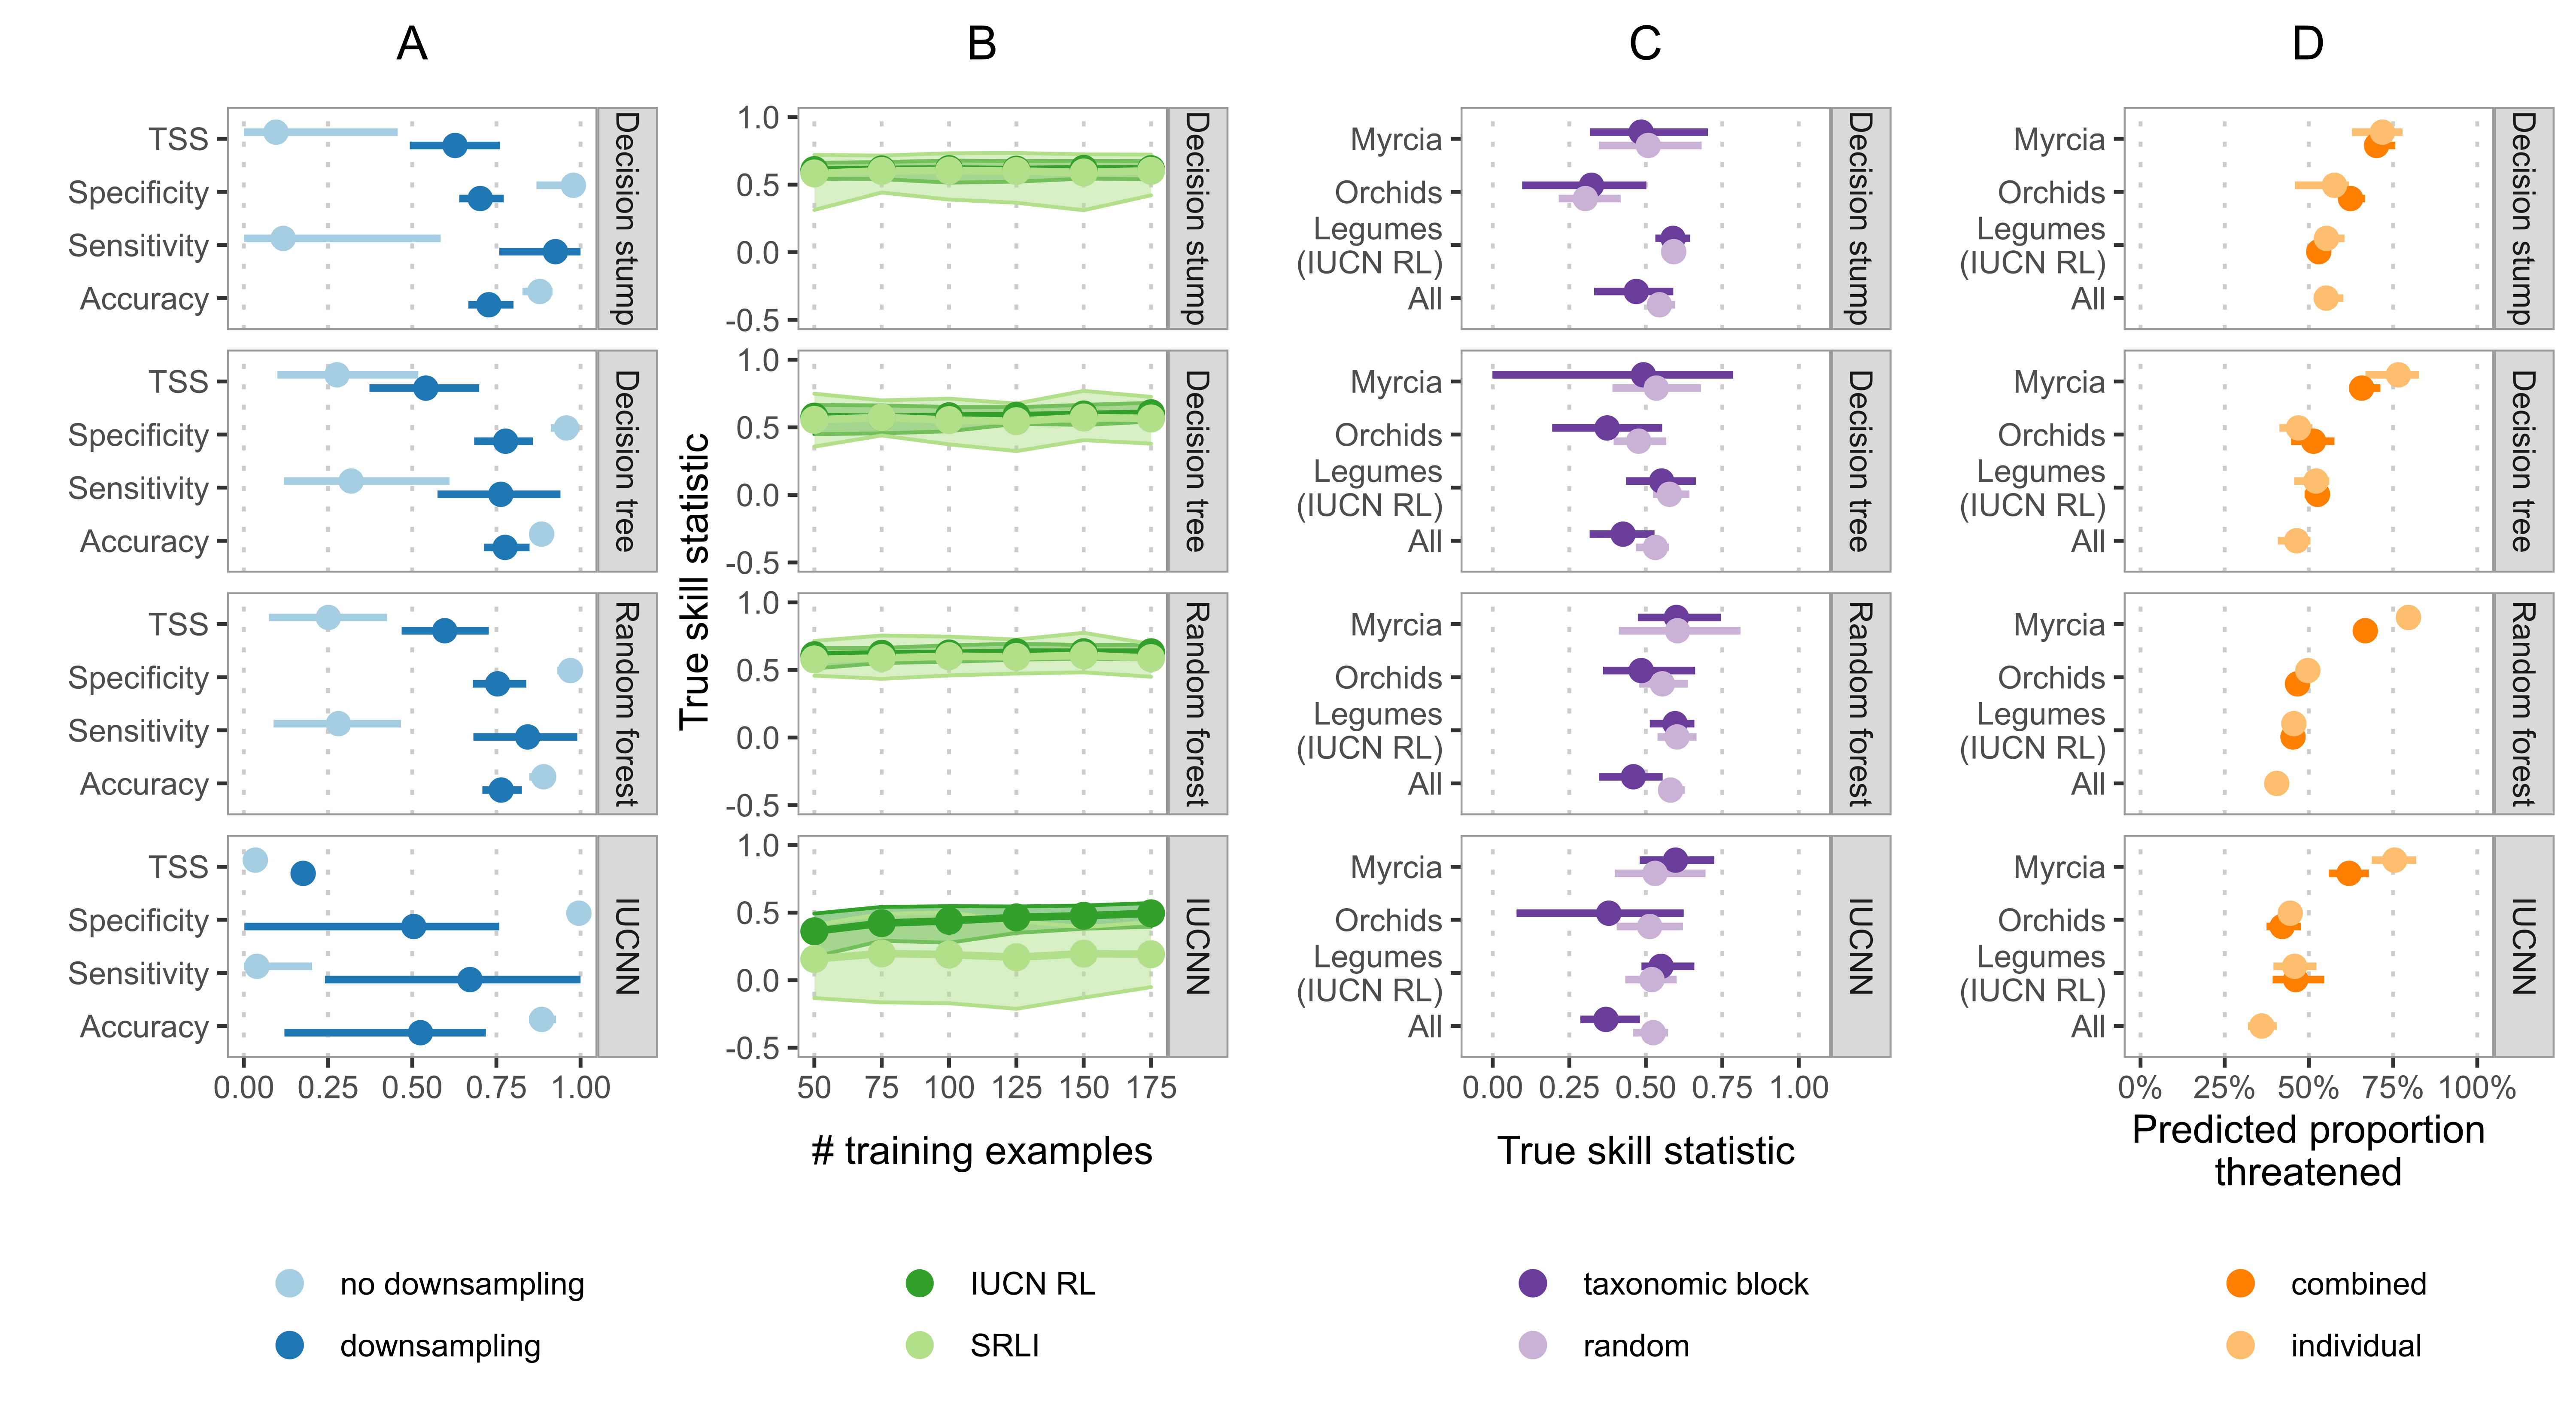 A
B
C
D
TSS
Specificity
Sensitivity
Accuracy
Decision stump
TSS
Specificity
Sensitivity
Accuracy
Decision tree
TSS
Specificity
Sensitivity
Accuracy
Random forest
TSS
Specificity
Sensitivity
Accuracy
IUCNN
0.00 0.25 0.50 0.75 1.00
no downsampling
downsampling
True skill statistic
1.0
0.5
0.0
-0.5
Decision stump
1.0
0.5
0.0
-0.5
Decision tree
1.0
0.5
0.0
-0.5
Random forest
1.0
0.5
0.0
-0.5
IUCNN
50 75 100 125 150 175
# training examples
IUCN RL
SRLI
Myrcia
Orchids
Legumes
(IUCN RL)
All
Decision stump
Myrcia
Orchids
Legumes
(IUCN RL)
All
Decision tree
Myrcia
Orchids
Legumes
(IUCN RL)
All
Random forest
Myrcia
Orchids
Legumes
(IUCN RL)
All
IUCNN
0.00 0.25 0.50 0.75 1.00
True skill statistic
taxonomic block
random
Myrcia
Orchids
Legumes
(IUCN RL)
All
Decision stump
Myrcia
Orchids
Legumes
(IUCN RL)
All
Decision tree
Myrcia
Orchids
Legumes
(IUCN RL)
All
Random forest
Myrcia
Orchids
Legumes
(IUCN RL)
All
IUCNN
0% 25% 50% 75% 100%
Predicted proportion
threatened
combined
individual